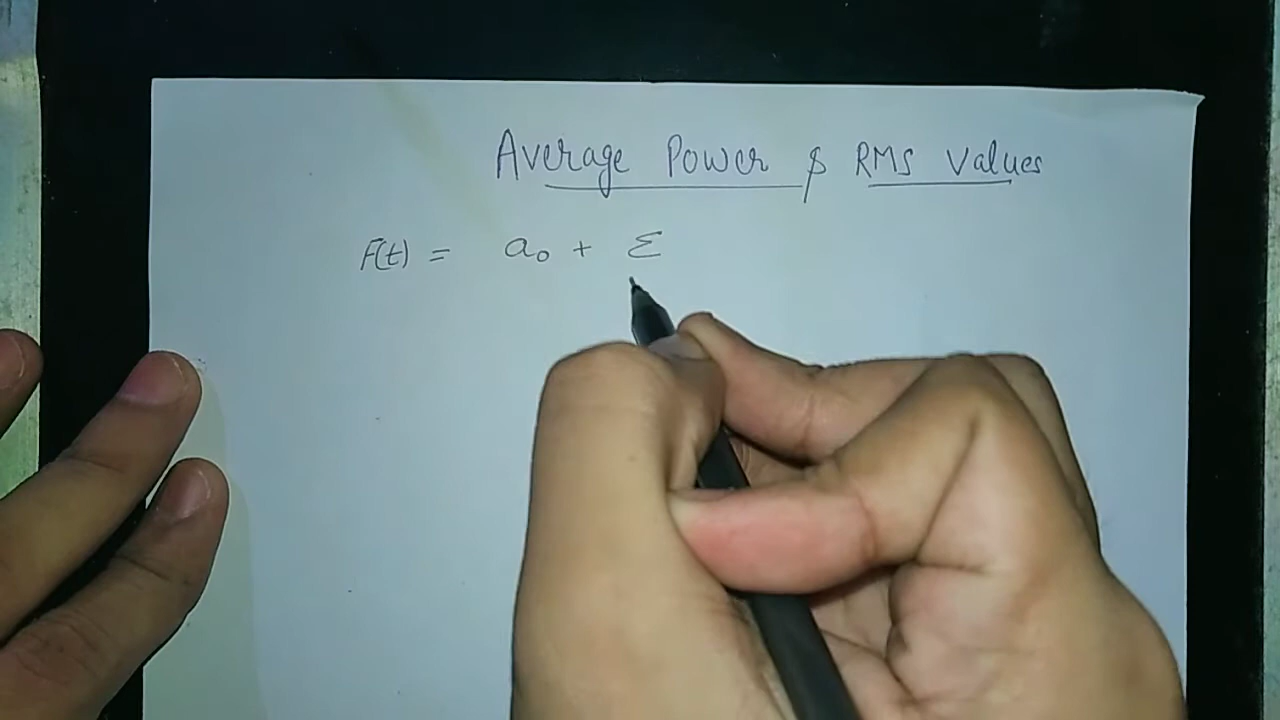 Average Power & RMS Values
F(t) = a₀ + Σ